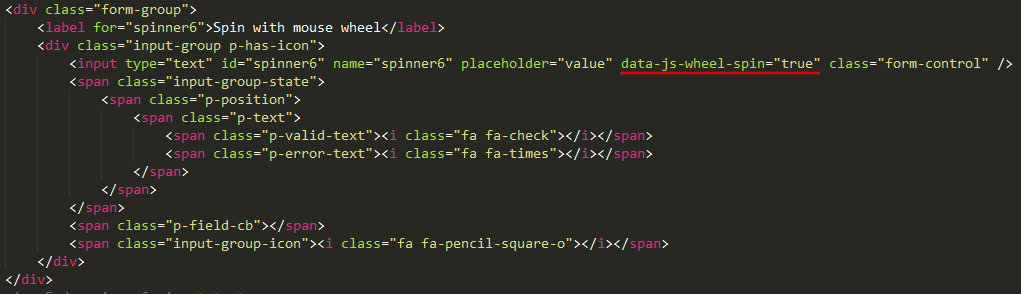 <div class="form-group">
<label for="spinner6">Spin with mouse wheel</label>
<div class="input-group p-has-icon">
<input type="text" id="spinner6" name="spinner6" placeholder="value" data-js-wheel-spin="true" class="form-control" />
<span class="input-group-state">
<span class="p-position">
<span class="p-text">
<span class="p-valid-text"><i class="fa fa-check"></i></span>
<span class="p-error-text"><i class="fa fa-times"></i></span>
</span>
</span>
</span>
<span class="p-field-cb"></span>
<span class="input-group-icon"><i class="fa fa-pencil-square-o"></i></span>
</div>
</div>